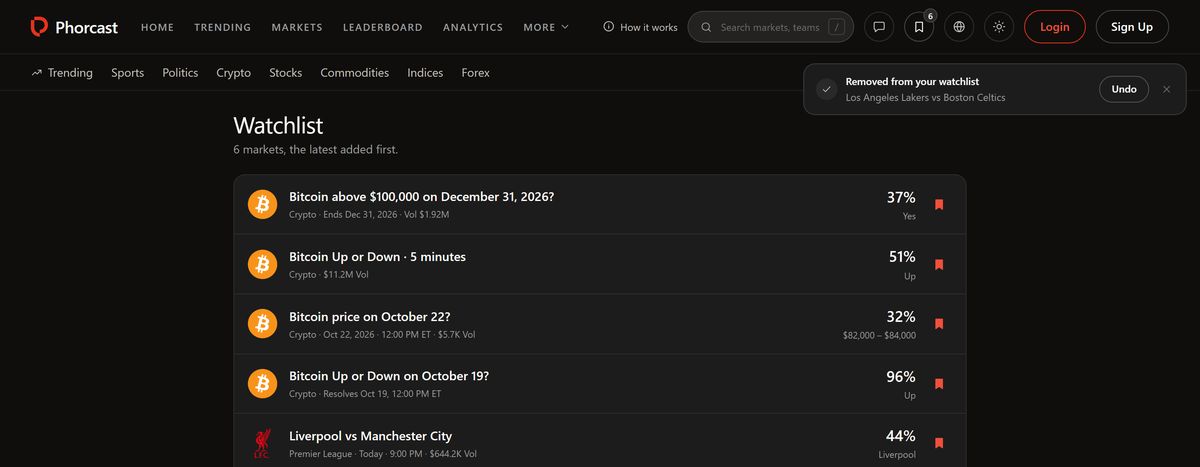 Phorcast HOME TRENDING MARKETS LEADERBOARD ANALYTICS MORE How it works Search markets, teams / 6 Login Sign Up
Trending Sports Politics Crypto Stocks Commodities Indices Forex
Removed from your watchlist
Los Angeles Lakers vs Boston Celtics
Undo
Watchlist
6 markets, the latest added first.
Bitcoin above $100,000 on December 31, 2026? 37%
Crypto · Ends Dec 31, 2026 · Vol $1.92M Yes
Bitcoin Up or Down · 5 minutes 51%
Crypto · $11.2M Vol Up
Bitcoin price on October 22? 32%
Crypto · Oct 22, 2026 · 12:00 PM ET · $5.7K Vol $82,000 – $84,000
Bitcoin Up or Down on October 19? 96%
Crypto · Resolves Oct 19, 12:00 PM ET Up
Liverpool vs Manchester City 44%
L.F.C. Premier League · Today · 9:00 PM · $644.2K Vol Liverpool